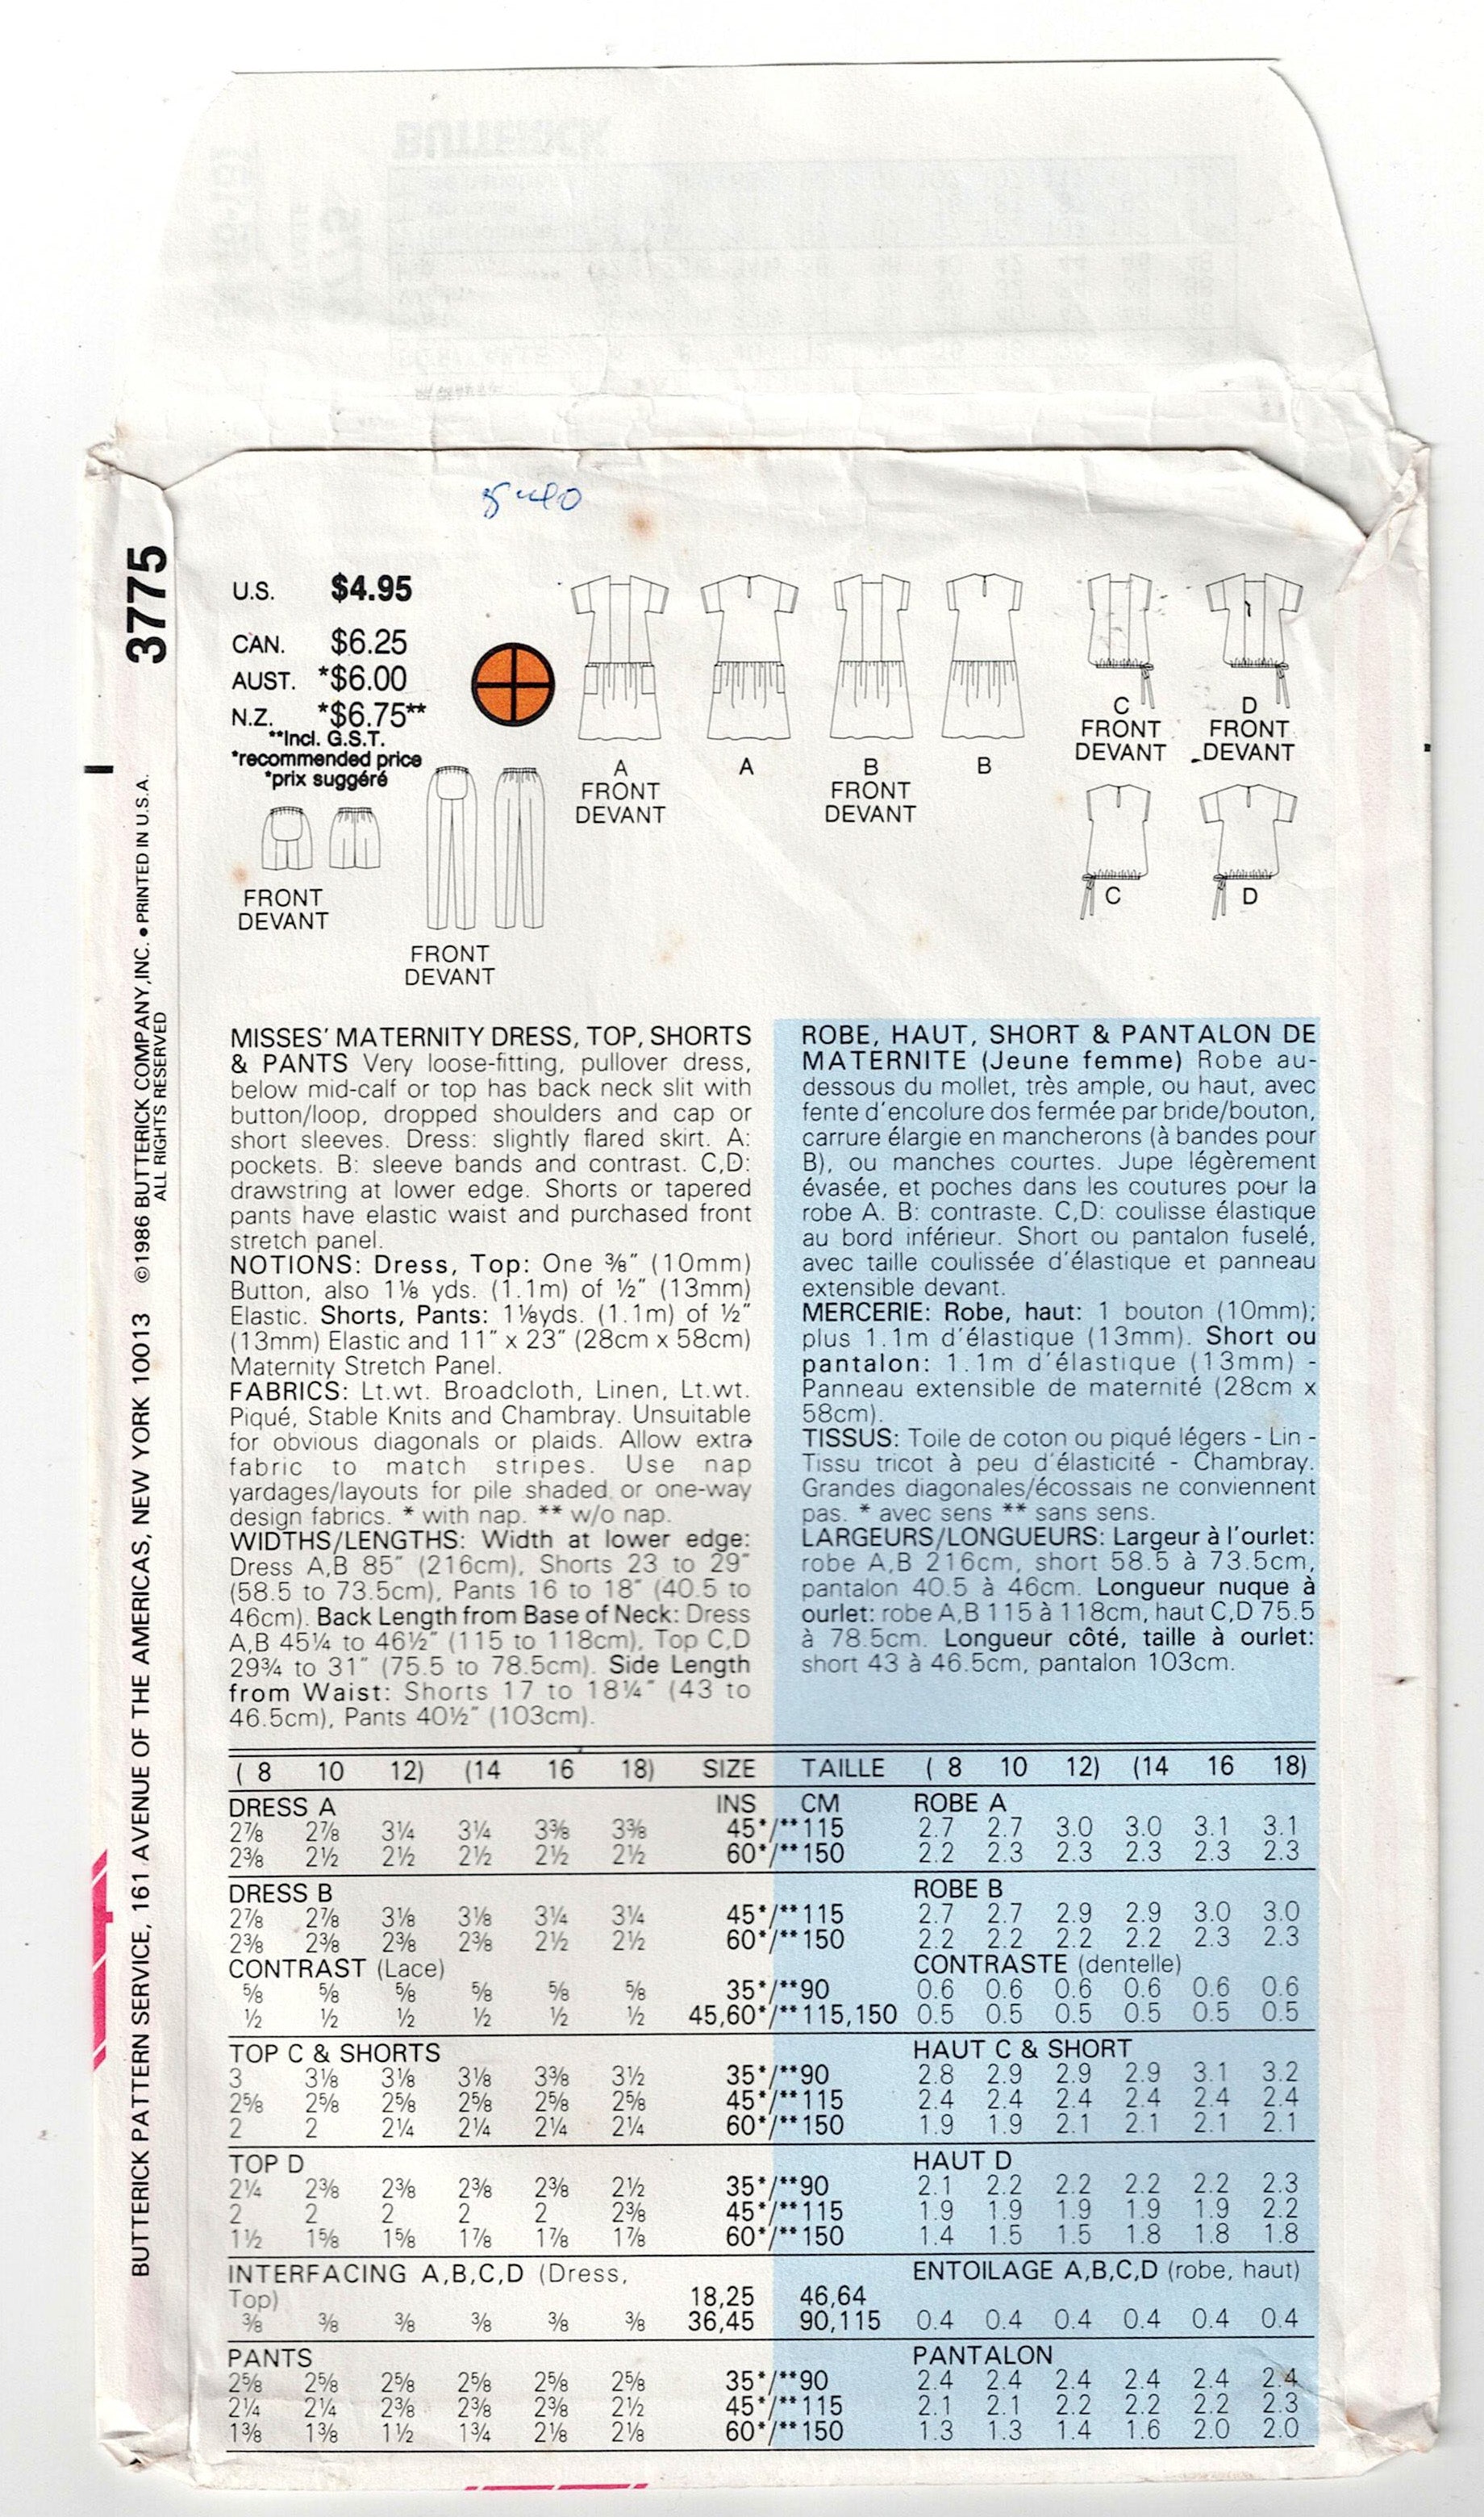 3775
©1986 BUTTERICK COMPANY, INC. • PRINTED IN U.S.A.
ALL RIGHTS RESERVED
BUTTERICK PATTERN SERVICE, 161 AVENUE OF THE AMERICAS, NEW YORK 10013
U.S. $4.95
CAN. $6.25
AUST. *$6.00
N.Z. *$6.75**
**Incl. G.S.T.
*recommended price
*prix suggéré
FRONT
DEVANT
FRONT
DEVANT
A
FRONT
DEVANT
A
B
FRONT
DEVANT
B
C
FRONT
DEVANT
D
FRONT
DEVANT
C
D
MISSES' MATERNITY DRESS, TOP, SHORTS
& PANTS Very loose-fitting, pullover dress,
below mid-calf or top has back neck slit with
button/loop, dropped shoulders and cap or
short sleeves. Dress: slightly flared skirt. A:
pockets. B: sleeve bands and contrast. C,D:
drawstring at lower edge. Shorts or tapered
pants have elastic waist and purchased front
stretch panel.
NOTIONS: Dress, Top: One ⅜" (10mm)
Button, also 1⅛ yds. (1.1m) of ½" (13mm)
Elastic. Shorts, Pants: 1⅛yds. (1.1m) of ½"
(13mm) Elastic and 11" x 23" (28cm x 58cm)
Maternity Stretch Panel.
FABRICS: Lt.wt. Broadcloth, Linen, Lt.wt.
Piqué, Stable Knits and Chambray. Unsuitable
for obvious diagonals or plaids. Allow extra
fabric to match stripes. Use nap
yardages/layouts for pile shaded or one-way
design fabrics. * with nap. ** w/o nap.
WIDTHS/LENGTHS: Width at lower edge:
Dress A,B 85" (216cm), Shorts 23 to 29"
(58.5 to 73.5cm), Pants 16 to 18" (40.5 to
46cm). Back Length from Base of Neck: Dress
A,B 45¼ to 46½" (115 to 118cm), Top C,D
29¾ to 31" (75.5 to 78.5cm). Side Length
from Waist: Shorts 17 to 18¼" (43 to
46.5cm), Pants 40½" (103cm).
ROBE, HAUT, SHORT & PANTALON DE
MATERNITE (Jeune femme) Robe au-
dessous du mollet, très ample, ou haut, avec
fente d'encolure dos fermée par bride/bouton,
carrure élargie en mancherons (à bandes pour
B), ou manches courtes. Jupe légèrement
évasée, et poches dans les coutures pour la
robe A. B: contraste. C,D: coulisse élastique
au bord inférieur. Short ou pantalon fuselé,
avec taille coulissée d'élastique et panneau
extensible devant.
MERCERIE: Robe, haut: 1 bouton (10mm);
plus 1.1m d'élastique (13mm). Short ou
pantalon: 1.1m d'élastique (13mm) -
Panneau extensible de maternité (28cm x
58cm).
TISSUS: Toile de coton ou piqué légers - Lin -
Tissu tricot à peu d'élasticité - Chambray.
Grandes diagonales/écossais ne conviennent
pas. * avec sens ** sans sens.
LARGEURS/LONGUEURS: Largeur à l'ourlet:
robe A,B 216cm, short 58.5 à 73.5cm,
pantalon 40.5 à 46cm. Longueur nuque à
ourlet: robe A,B 115 à 118cm, haut C,D 75.5
à 78.5cm. Longueur côté, taille à ourlet:
short 43 à 46.5cm, pantalon 103cm.
( 8 10 12) (14 16 18) SIZE TAILLE ( 8 10 12) (14 16 18)
DRESS A INS CM ROBE A
2⅞ 2⅞ 3¼ 3¼ 3⅜ 3⅜ 45*/**115 2.7 2.7 3.0 3.0 3.1 3.1
2⅜ 2½ 2½ 2½ 2½ 2½ 60*/**150 2.2 2.3 2.3 2.3 2.3 2.3
DRESS B ROBE B
2⅞ 2⅞ 3⅛ 3⅛ 3¼ 3¼ 45*/**115 2.7 2.7 2.9 2.9 3.0 3.0
2⅜ 2⅜ 2⅜ 2⅜ 2½ 2½ 60*/**150 2.2 2.2 2.2 2.2 2.3 2.3
CONTRAST (Lace) CONTRASTE (dentelle)
⅝ ⅝ ⅝ ⅝ ⅝ ⅝ 35*/**90 0.6 0.6 0.6 0.6 0.6 0.6
½ ½ ½ ½ ½ ½ 45,60*/**115,150 0.5 0.5 0.5 0.5 0.5 0.5
TOP C & SHORTS HAUT C & SHORT
3 3⅛ 3⅛ 3⅛ 3⅜ 3½ 35*/**90 2.8 2.9 2.9 2.9 3.1 3.2
2⅝ 2⅝ 2⅝ 2⅝ 2⅝ 2⅝ 45*/**115 2.4 2.4 2.4 2.4 2.4 2.4
2 2 2¼ 2¼ 2¼ 2¼ 60*/**150 1.9 1.9 2.1 2.1 2.1 2.1
TOP D HAUT D
2¼ 2⅜ 2⅜ 2⅜ 2⅜ 2½ 35*/**90 2.1 2.2 2.2 2.2 2.2 2.3
2 2 2 2 2 2⅜ 45*/**115 1.9 1.9 1.9 1.9 1.9 2.2
1½ 1⅝ 1⅝ 1⅞ 1⅞ 1⅞ 60*/**150 1.4 1.5 1.5 1.8 1.8 1.8
INTERFACING A,B,C,D (Dress, ENTOILAGE A,B,C,D (robe, haut)
Top) 18,25 46,64
⅜ ⅜ ⅜ ⅜ ⅜ ⅜ 36,45 90,115 0.4 0.4 0.4 0.4 0.4 0.4
PANTS PANTALON
2⅝ 2⅝ 2⅝ 2⅝ 2⅝ 2⅝ 35*/**90 2.4 2.4 2.4 2.4 2.4 2.4
2¼ 2¼ 2⅜ 2⅜ 2⅜ 2½ 45*/**115 2.1 2.1 2.2 2.2 2.2 2.3
1⅜ 1⅜ 1½ 1¾ 2⅛ 2⅛ 60*/**150 1.3 1.3 1.4 1.6 2.0 2.0